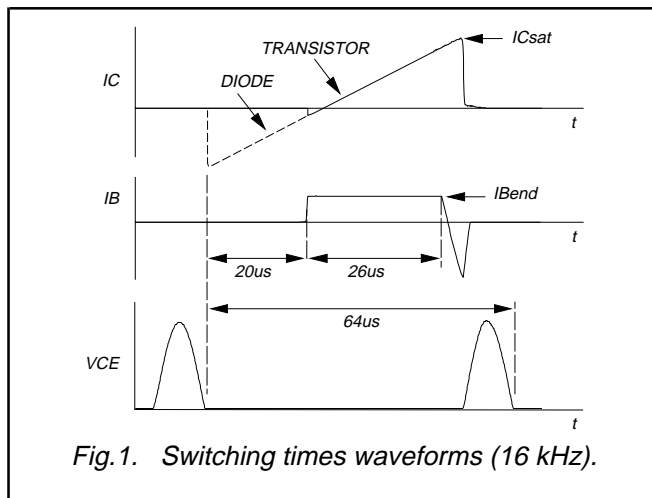 ICsat
TRANSISTOR
IC
DIODE
t
IB
IBend
t
20us
26us
64us
VCE
t
Fig.1. Switching times waveforms (16 kHz).